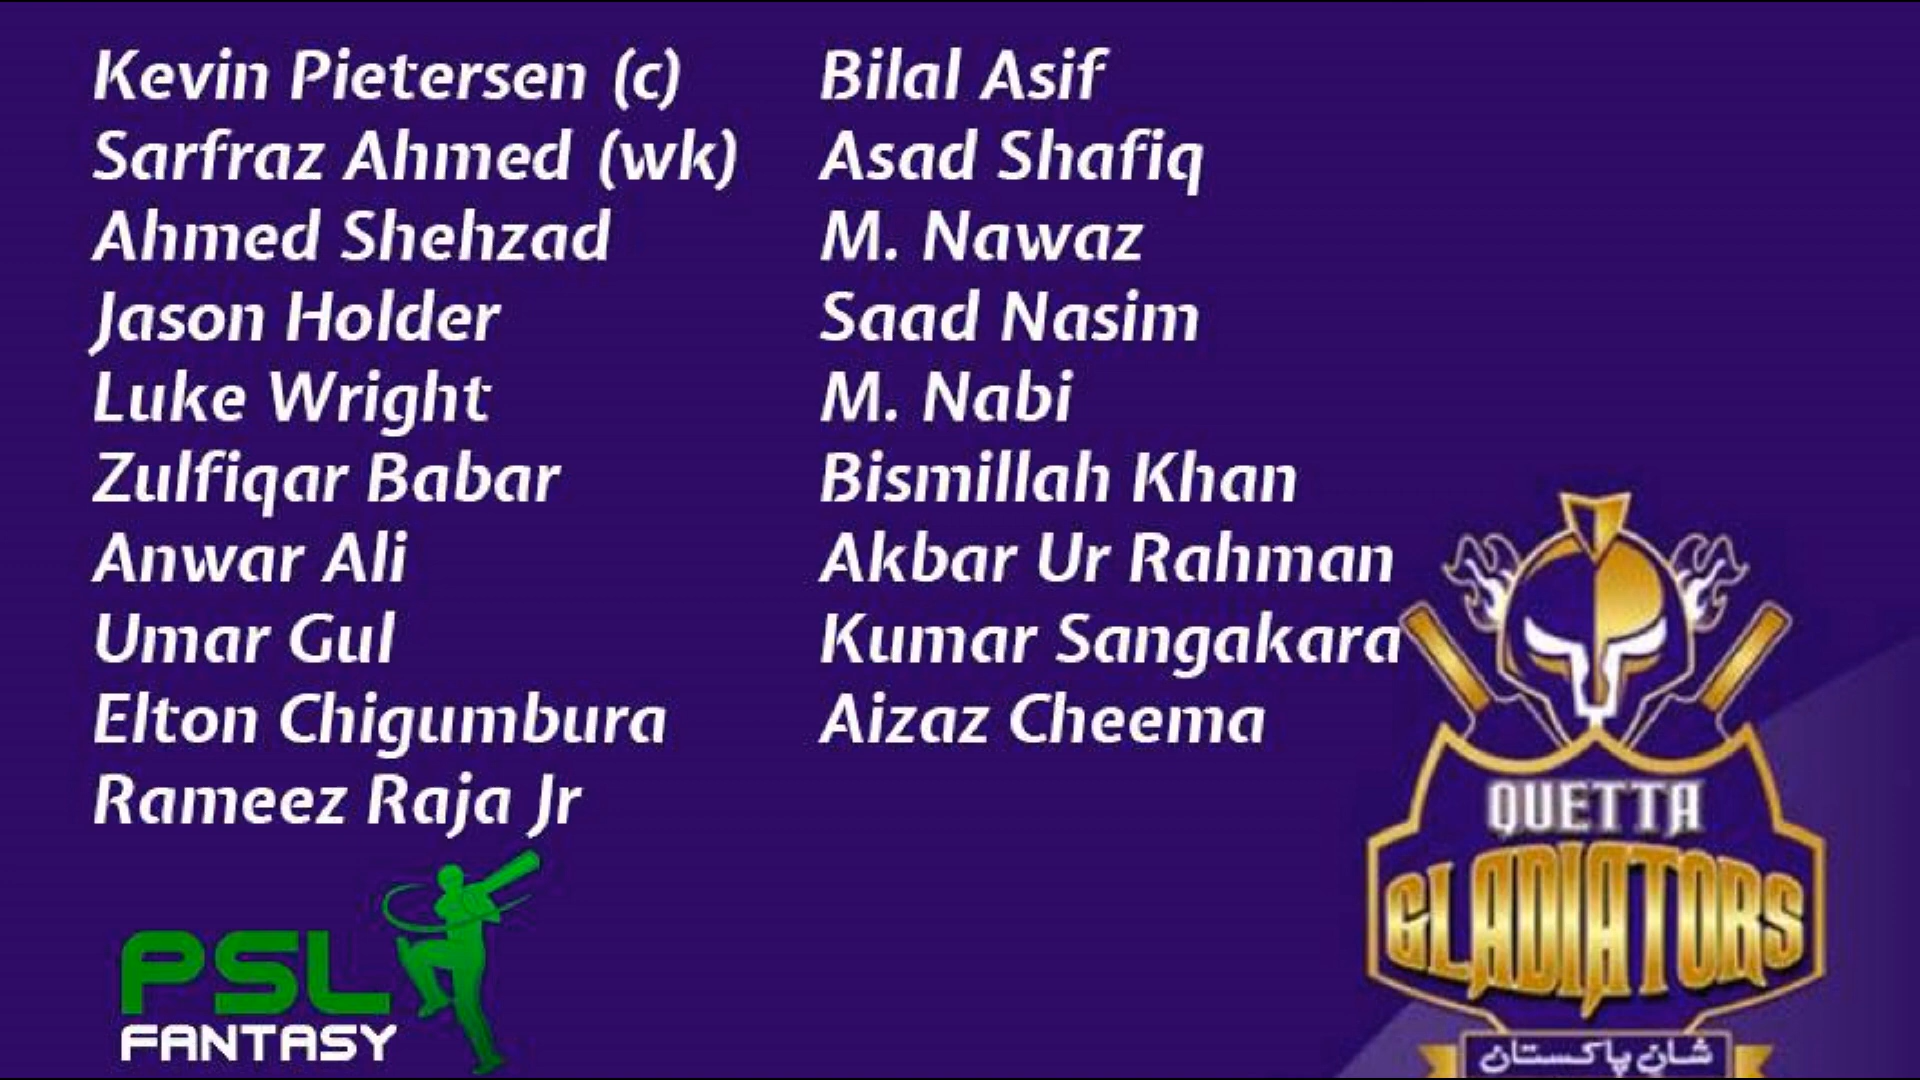 Kevin Pietersen (c)
Sarfraz Ahmed (wk)
Ahmed Shehzad
Jason Holder
Luke Wright
Zulfiqar Babar
Anwar Ali
Umar Gul
Elton Chigumbura
Rameez Raja Jr
Bilal Asif
Asad Shafiq
M. Nawaz
Saad Nasim
M. Nabi
Bismillah Khan
Akbar Ur Rahman
Kumar Sangakara
Aizaz Cheema
PSL
FANTASY
QUETTA
GLADIATORS
شانِ پاکستان